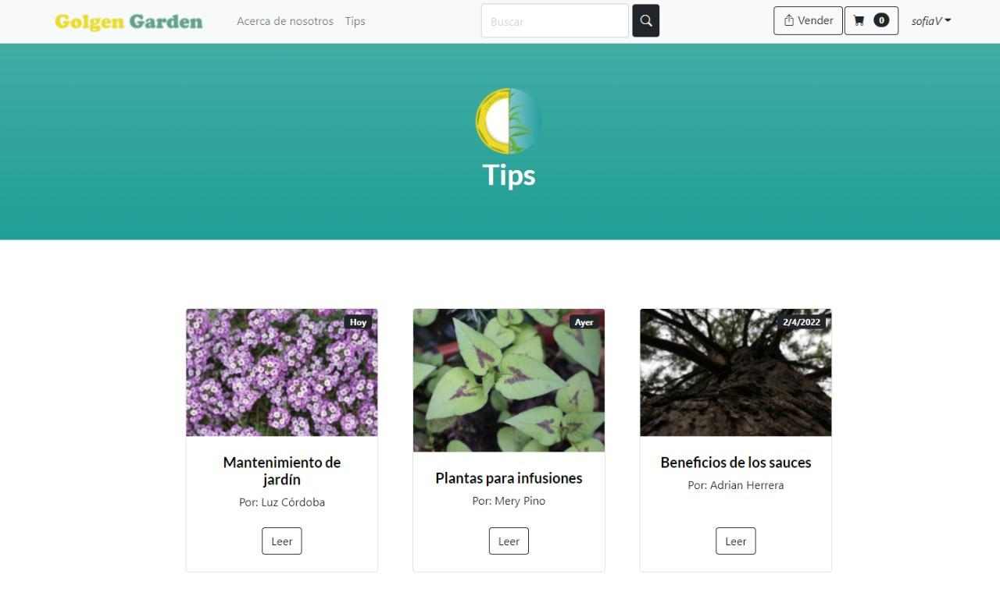 Golgen Garden
Acerca de nosotros
Tips
Buscar
Vender
0
sofiaV
Tips
Hoy
Ayer
2/4/2022
Mantenimiento de
jardín
Por: Luz Córdoba
Leer
Plantas para infusiones
Por: Mery Pino
Leer
Beneficios de los sauces
Por: Adrian Herrera
Leer